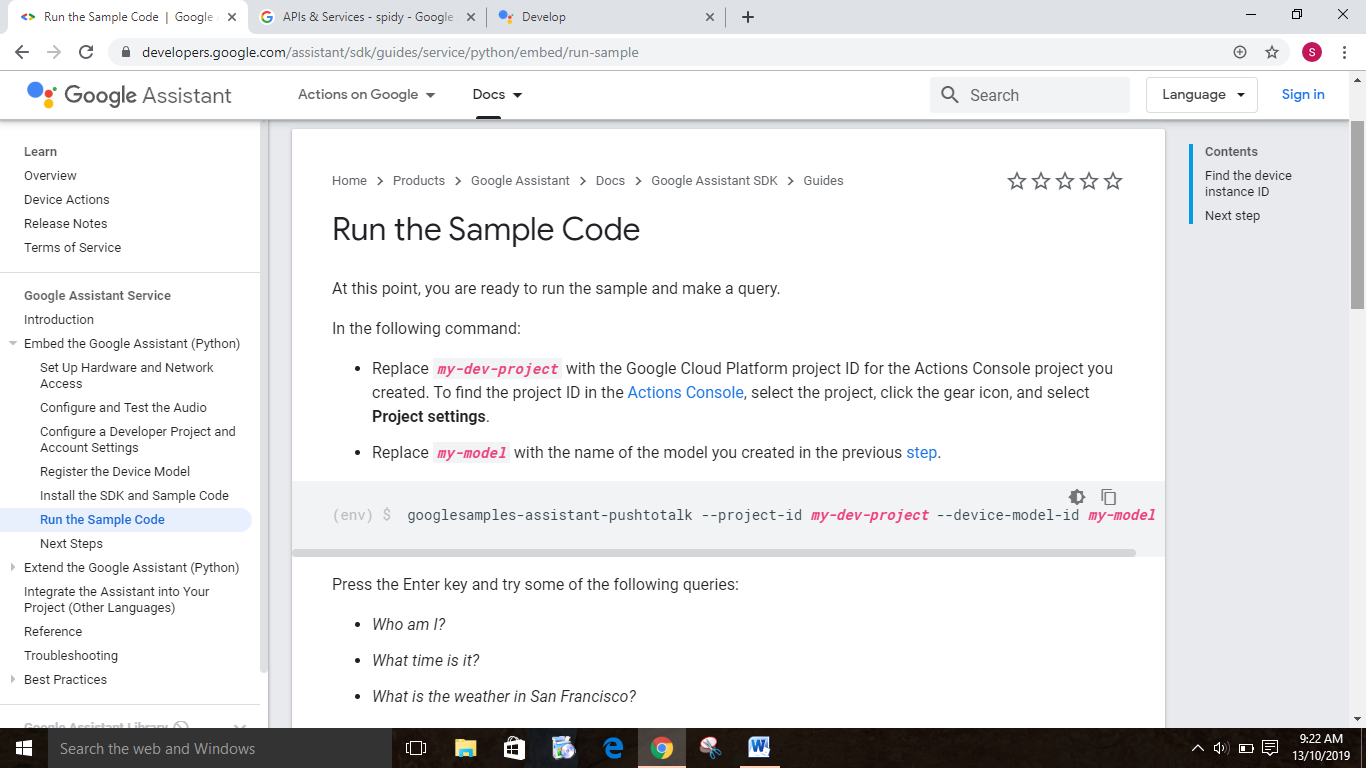 Run the Sample Code | Google
APIs & Services - spidy - Google
Develop
developers.google.com/assistant/sdk/guides/service/python/embed/run-sample
S
Google Assistant
Actions on Google
Docs
Search
Language
Sign in
Learn
Overview
Device Actions
Release Notes
Terms of Service
Google Assistant Service
Introduction
Embed the Google Assistant (Python)
Set Up Hardware and Network
Access
Configure and Test the Audio
Configure a Developer Project and
Account Settings
Register the Device Model
Install the SDK and Sample Code
Run the Sample Code
Next Steps
Extend the Google Assistant (Python)
Integrate the Assistant into Your
Project (Other Languages)
Reference
Troubleshooting
Best Practices
Google Assistant Library
Home > Products > Google Assistant > Docs > Google Assistant SDK > Guides
Run the Sample Code
At this point, you are ready to run the sample and make a query.
In the following command:
• Replace my-dev-project with the Google Cloud Platform project ID for the Actions Console project you
created. To find the project ID in the Actions Console, select the project, click the gear icon, and select
Project settings.
• Replace my-model with the name of the model you created in the previous step.
(env) $ googlesamples-assistant-pushtotalk --project-id my-dev-project --device-model-id my-model
Press the Enter key and try some of the following queries:
• Who am I?
• What time is it?
• What is the weather in San Francisco?
Contents
Find the device
instance ID
Next step
Search the web and Windows
9:22 AM
13/10/2019